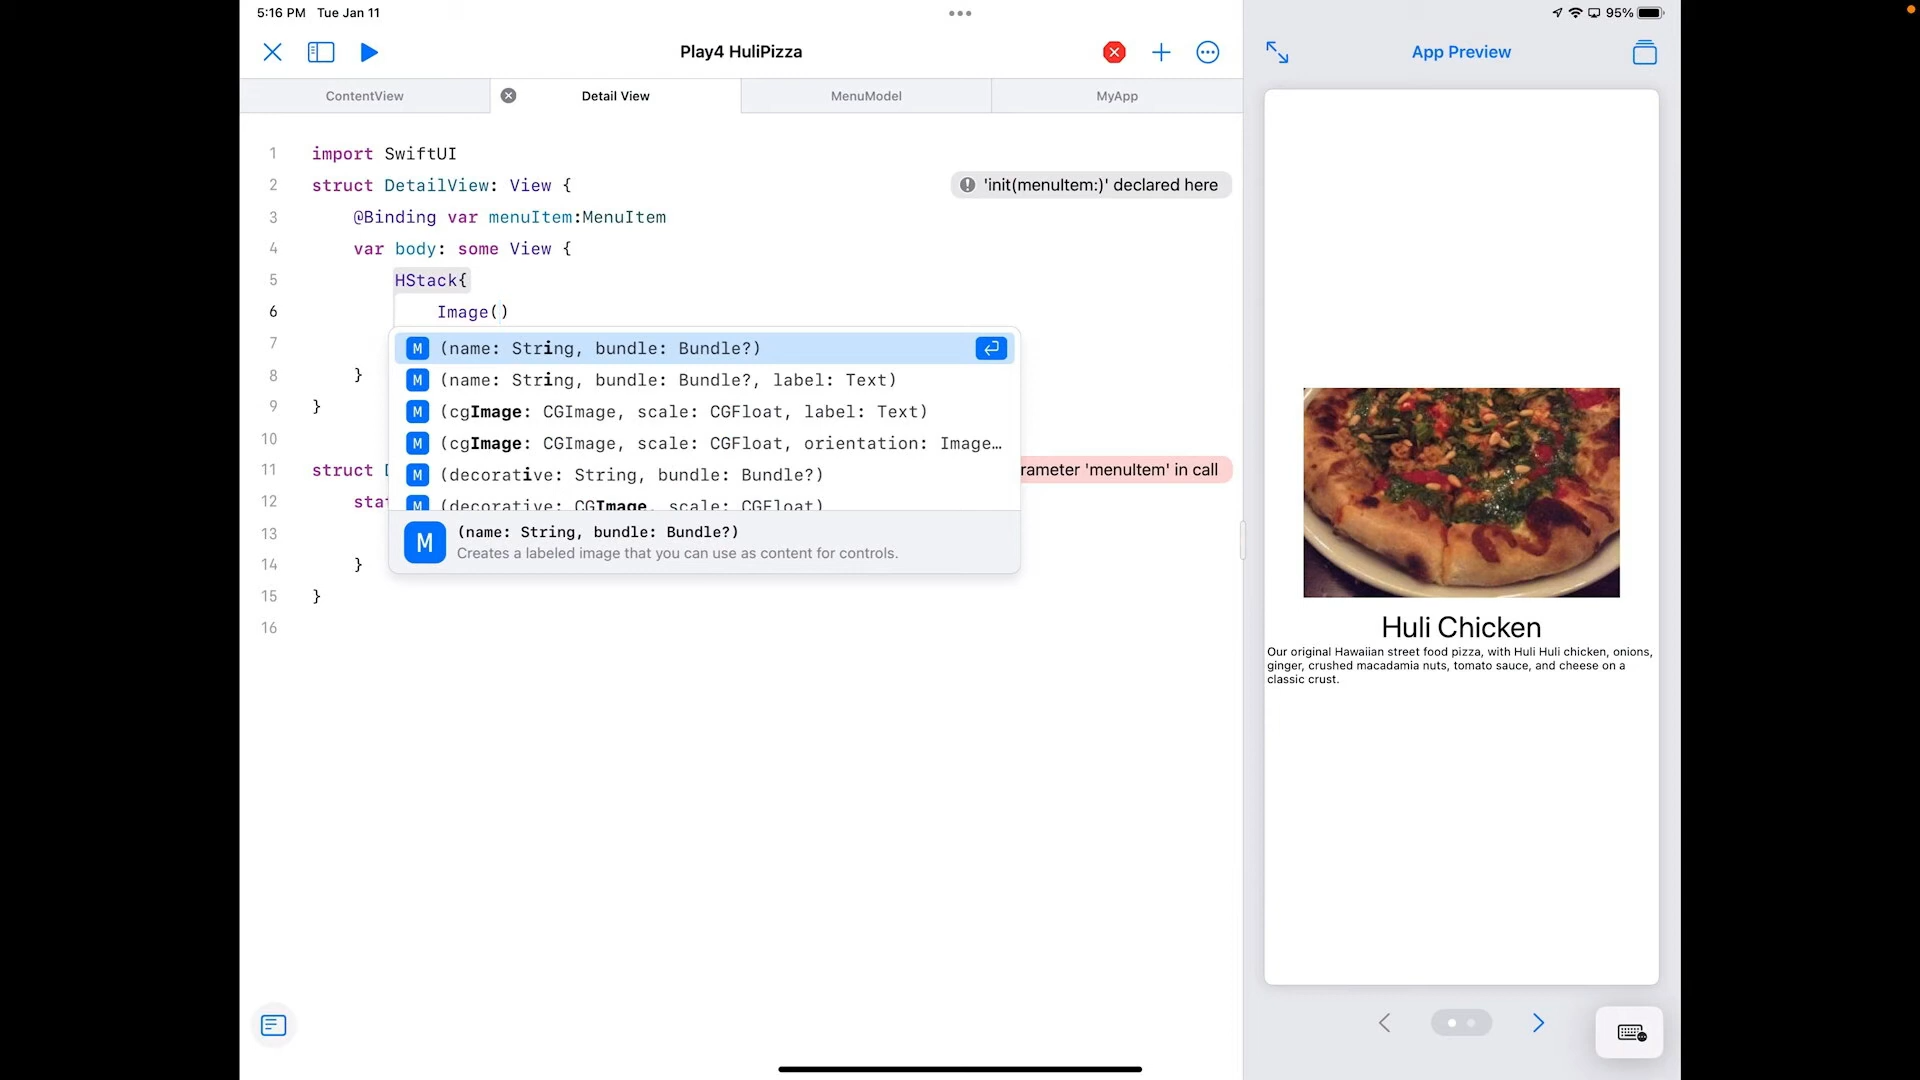 5:16 PM Tue Jan 11
95%
Play4 HuliPizza
App Preview
ContentView
Detail View
MenuModel
MyApp
1 import SwiftUI
2 struct DetailView: View {
'init(menuItem:)' declared here
3 @Binding var menuItem:MenuItem
4 var body: some View {
5 HStack{
6 Image()
7
M (name: String, bundle: Bundle?)
8 }
M (name: String, bundle: Bundle?, label: Text)
9 }
M (cgImage: CGImage, scale: CGFloat, label: Text)
10
M (cgImage: CGImage, scale: CGFloat, orientation: Image…
11 struct
M (decorative: String, bundle: Bundle?)
rameter 'menuItem' in call
12
M (decorative: CGImage, scale: CGFloat)
13
M (name: String, bundle: Bundle?)
Creates a labeled image that you can use as content for controls.
14 }
15 }
16
Huli Chicken
Our original Hawaiian street food pizza, with Huli Huli chicken, onions,
ginger, crushed macadamia nuts, tomato sauce, and cheese on a
classic crust.